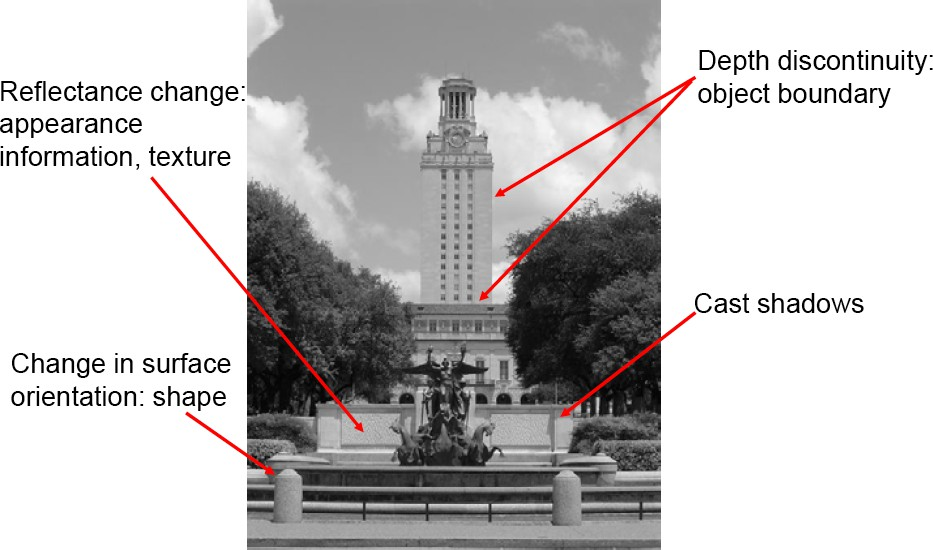 Reflectance change:
appearance
information, texture
Depth discontinuity:
object boundary
Change in surface
orientation: shape
Cast shadows